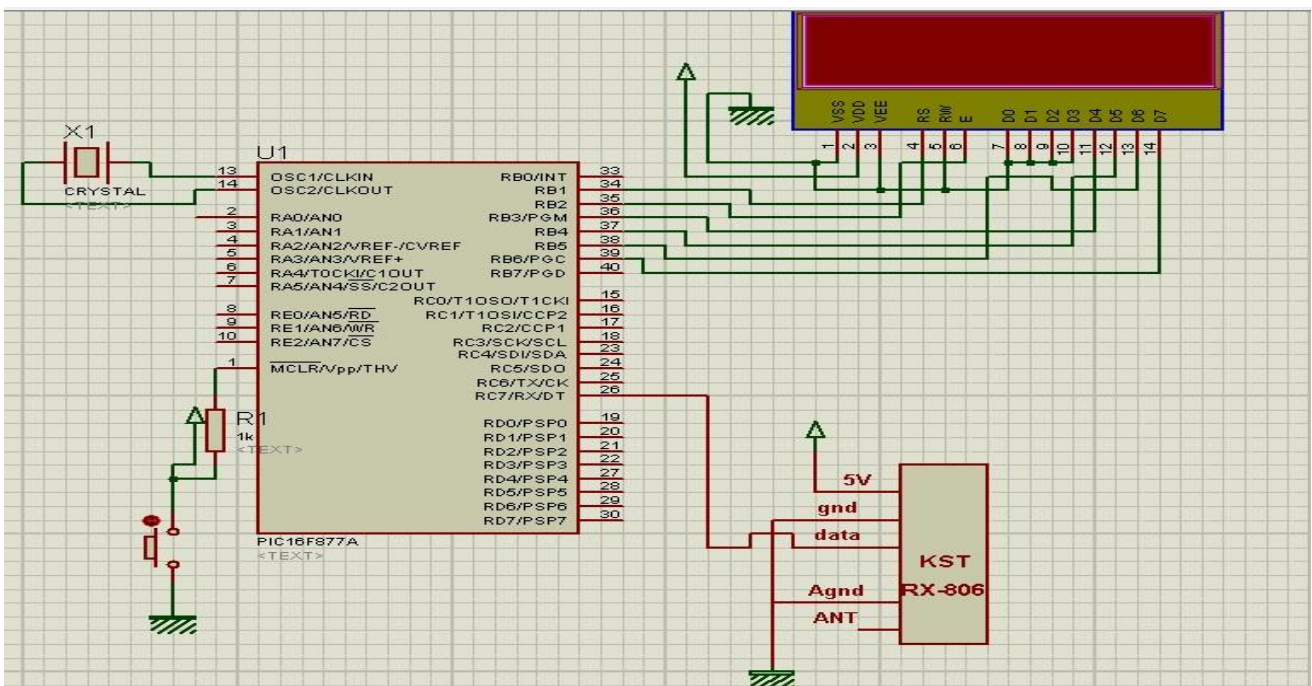 VSS
VDD
VEE
RS
RW
E
D0
D1
D2
D3
D4
D5
D6
D7
1
2
3
4
5
6
7
8
9
10
11
12
13
14
X1
CRYSTAL
<TEXT>
U1
13 OSC1/CLKIN RB0/INT 33
14 OSC2/CLKOUT RB1 34
RB2 35
2 RA0/AN0 RB3/PGM 36
3 RA1/AN1 RB4 37
4 RA2/AN2/VREF-/CVREF RB5 38
5 RA3/AN3/VREF+ RB6/PGC 39
6 RA4/T0CKI/C1OUT RB7/PGD 40
7 RA5/AN4/SS/C2OUT
RC0/T1OSO/T1CKI 15
8 RE0/AN5/RD RC1/T1OSI/CCP2 16
9 RE1/AN6/WR RC2/CCP1 17
10 RE2/AN7/CS RC3/SCK/SCL 18
RC4/SDI/SDA 23
1 MCLR/Vpp/THV RC5/SDO 24
RC6/TX/CK 25
RC7/RX/DT 26
RD0/PSP0 19
RD1/PSP1 20
RD2/PSP2 21
RD3/PSP3 22
RD4/PSP4 27
RD5/PSP5 28
RD6/PSP6 29
RD7/PSP7 30
R1
1k
<TEXT>
PIC16F877A
<TEXT>
5V
gnd
data
Agnd
ANT
KST
RX-806